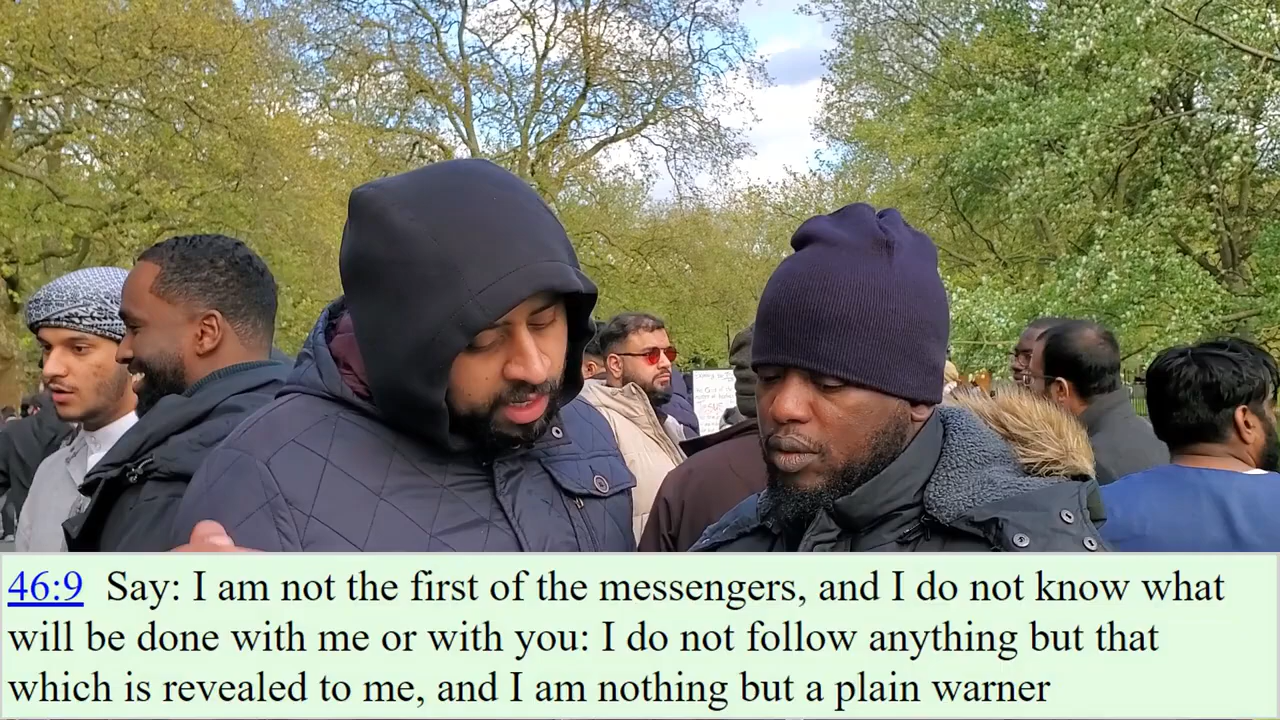 46:9 Say: I am not the first of the messengers, and I do not know what
will be done with me or with you: I do not follow anything but that
which is revealed to me, and I am nothing but a plain warner